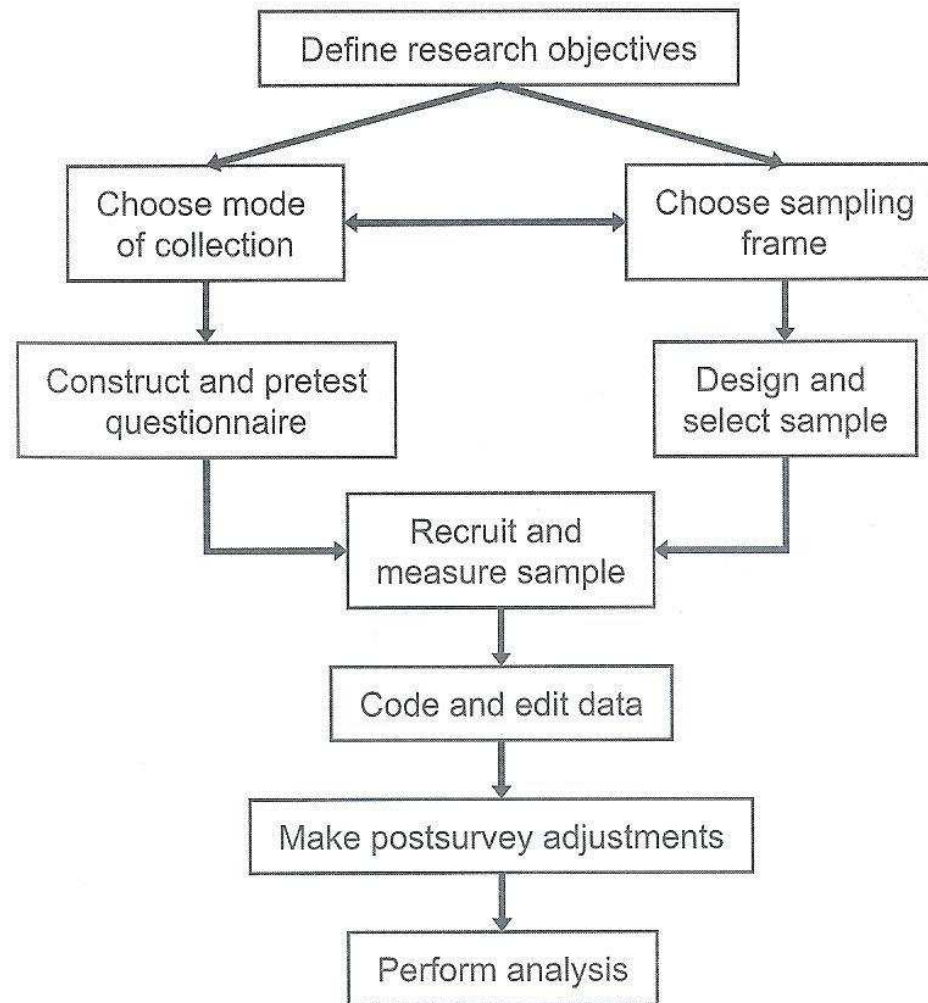 Define research objectives
Choose mode
of collection
Choose sampling
frame
Construct and pretest
questionnaire
Design and
select sample
Recruit and
measure sample
Code and edit data
Make postsurvey adjustments
Perform analysis